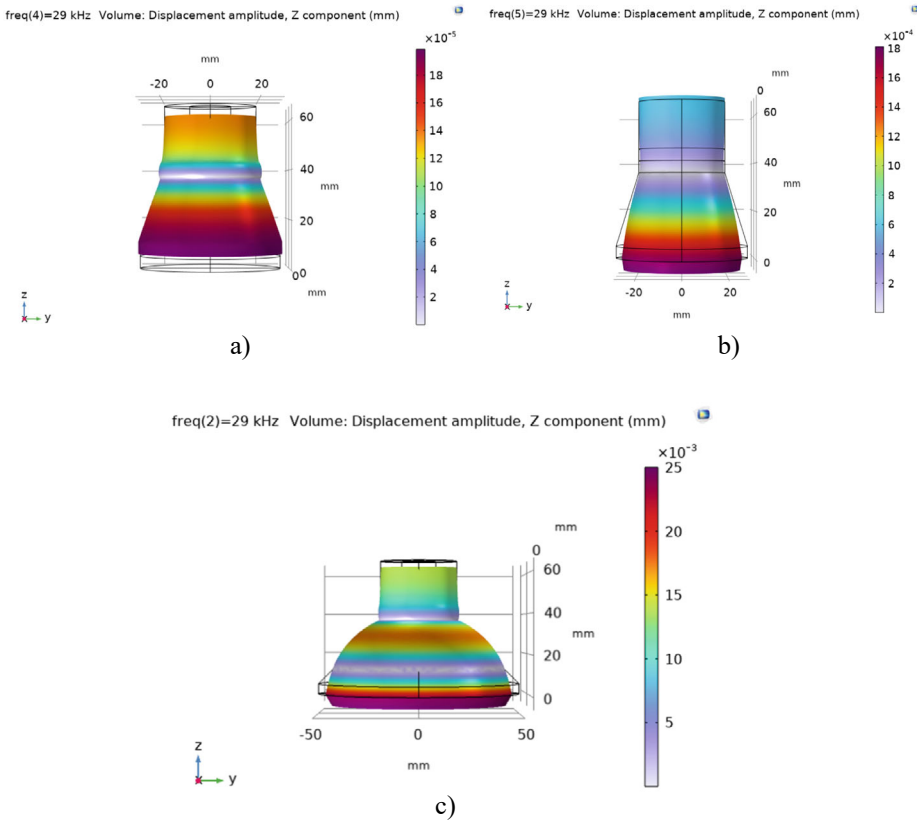 freq(4)=29 kHz Volume: Displacement amplitude, Z component (mm)
×10⁻⁵
mm
-20 0 20
60
40
mm
20
0
0
mm
18
16
14
12
10
8
6
4
2
z
y
x
a)
freq(5)=29 kHz Volume: Displacement amplitude, Z component (mm)
×10⁻⁴
mm
0
60
40
mm
20
0
-20 0 20
mm
18
16
14
12
10
8
6
4
2
z
y
x
b)
freq(2)=29 kHz Volume: Displacement amplitude, Z component (mm)
×10⁻³
25
mm
0
60
40
mm
20
0
-50 0 50
mm
20
15
10
5
z
y
x
c)